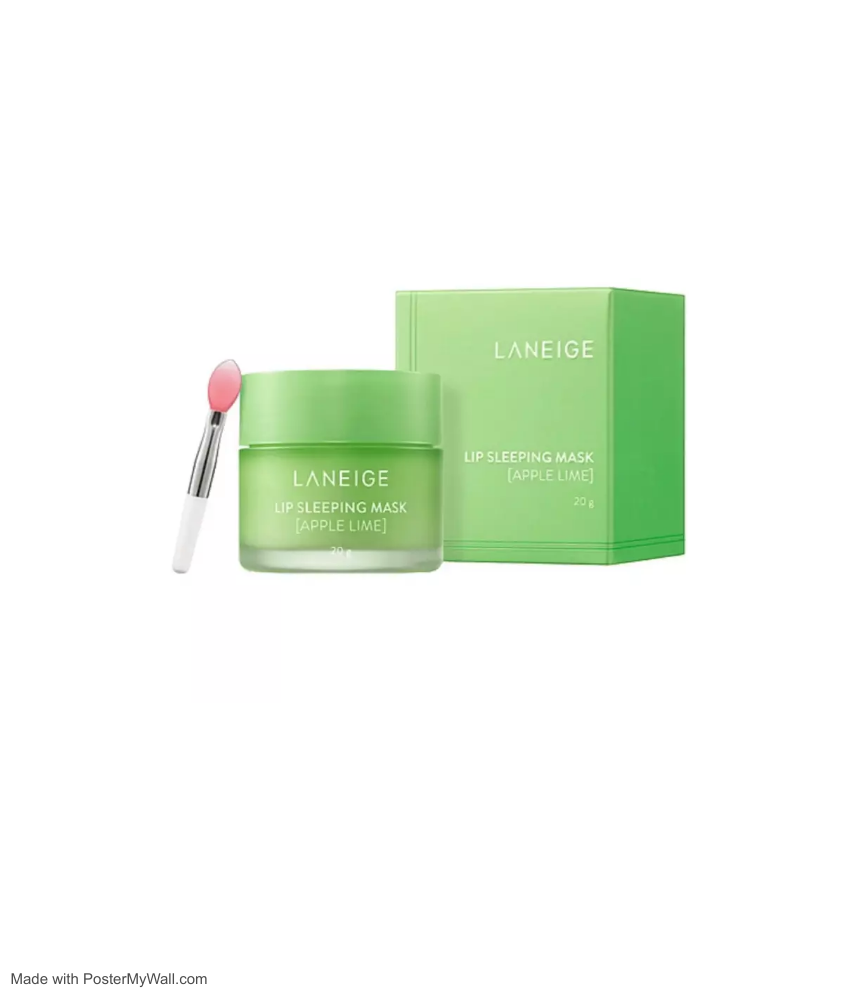 LANEIGE
LIP SLEEPING MASK
[APPLE LIME]
20 g
LANEIGE
LIP SLEEPING MASK
[APPLE LIME]
20 g
Made with PosterMyWall.com